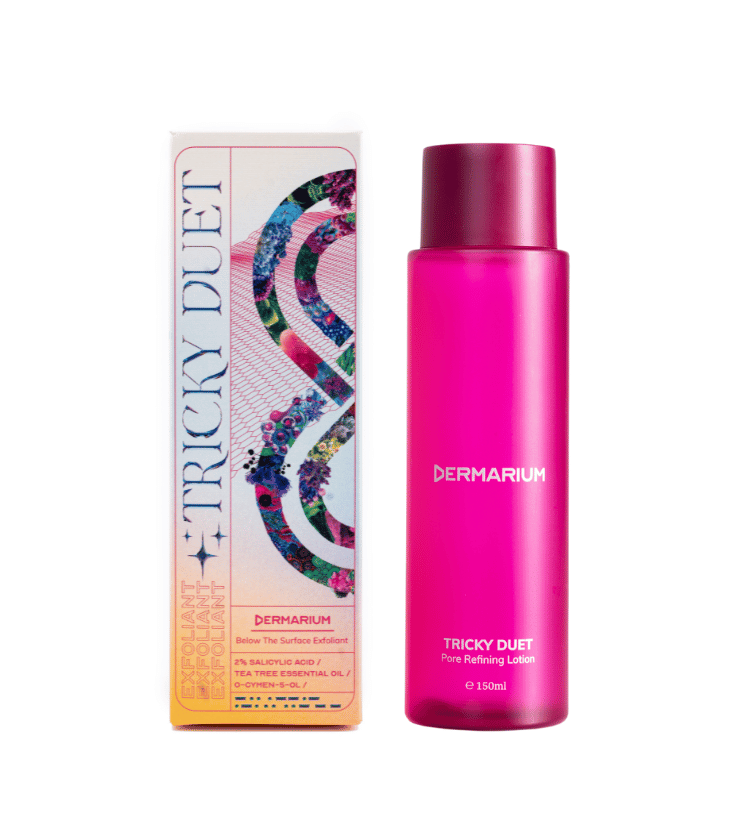 TRICKY DUET
EXFOLIANT
EXFOLIANT
EXFOLIANT
DERMARIUM
Below The Surface Exfoliant
2% SALICYLIC ACID /
TEA TREE ESSENTIAL OIL /
O-CYMEN-5-OL /
DERMARIUM
TRICKY DUET
Pore Refining Lotion
℮ 150ml